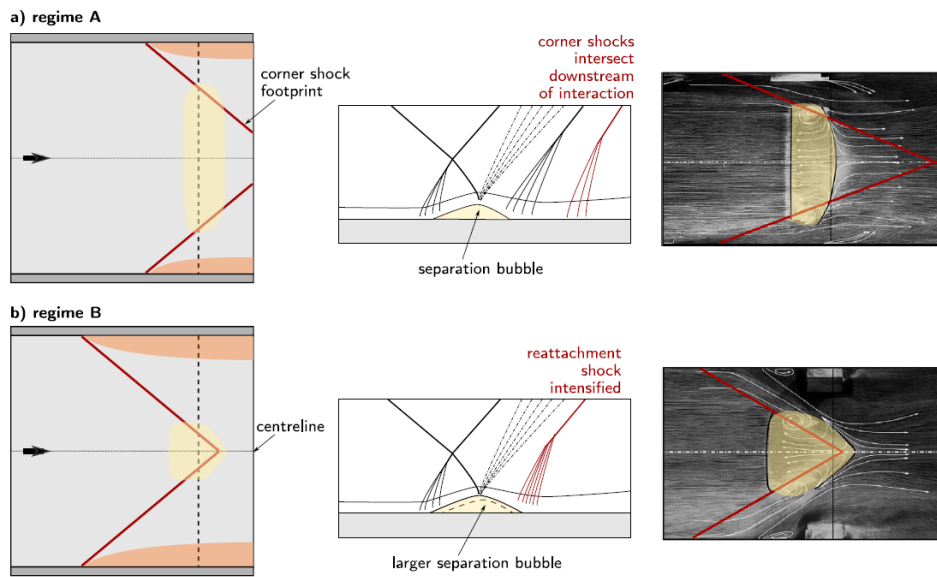 a) regime A
corner shock
footprint
corner shocks
intersect
downstream
of interaction
separation bubble
b) regime B
centreline
reattachment
shock
intensified
larger separation bubble